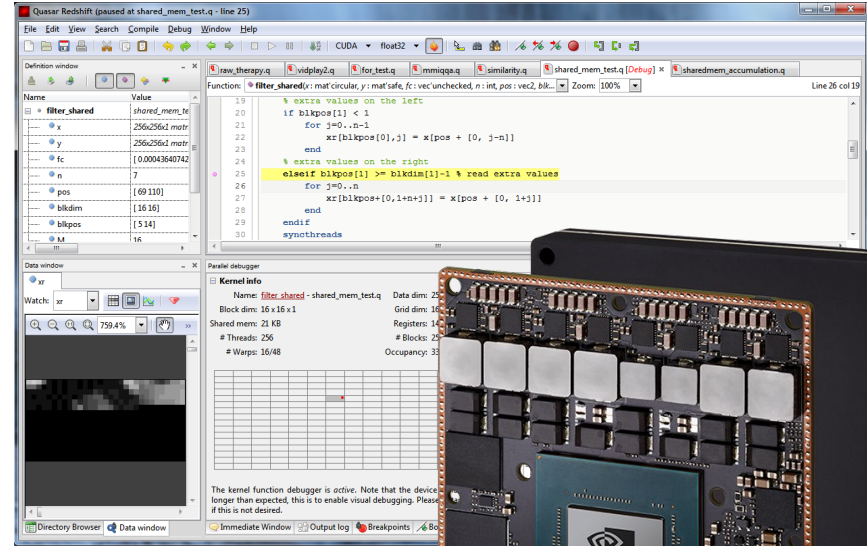 Quasar Redshift (paused at shared_mem_test.q - line 25)
File Edit View Search Compile Debug Window Help
CUDA float32
Definition window
raw_therapy.q vidplay2.q for_test.q mmiqqa.q similarity.q shared_mem_test.q [Debug] sharedmem_accumulation.q
Function: filter_shared(x : mat'circular, y : mat'safe, fc : vec'unchecked, n : int, pos : vec2, blk... Zoom: 100% Line 26 col 19
Name Value
filter_shared shared_mem_te
x 256x256x1 matr
y 256x256x1 matr
fc [ 0.00043640742
n 7
pos [ 69 110]
blkdim [ 16 16]
blkpos [ 5 14]
M 16
19 % extra values on the left
20 if blkpos[1] < 1
21 for j=0..n-1
22 xr[blkpos[0],j] = x[pos + [0, j-n]]
23 end
24 % extra values on the right
25 elseif blkpos[1] >= blkdim[1]-1 % read extra values
26 for j=0..n
27 xr[blkpos+[0,1+n+j]] = x[pos + [0, 1+j]]
28 end
29 endif
30 syncthreads
Data window
xr
Watch: xr
759.4%
Parallel debugger
Kernel info
Name: filter_shared - shared_mem_test.q Data dim: 25
Block dim: 16 x 16 x 1 Grid dim: 16
Shared mem: 21 KB Registers: 14
# Threads: 256 # Blocks: 25
# Warps: 16/48 Occupancy: 33
The kernel function debugger is active. Note that the device
longer than expected, this is to enable visual debugging. Please
if this is not desired.
Directory Browser Data window
Immediate Window Output log Breakpoints